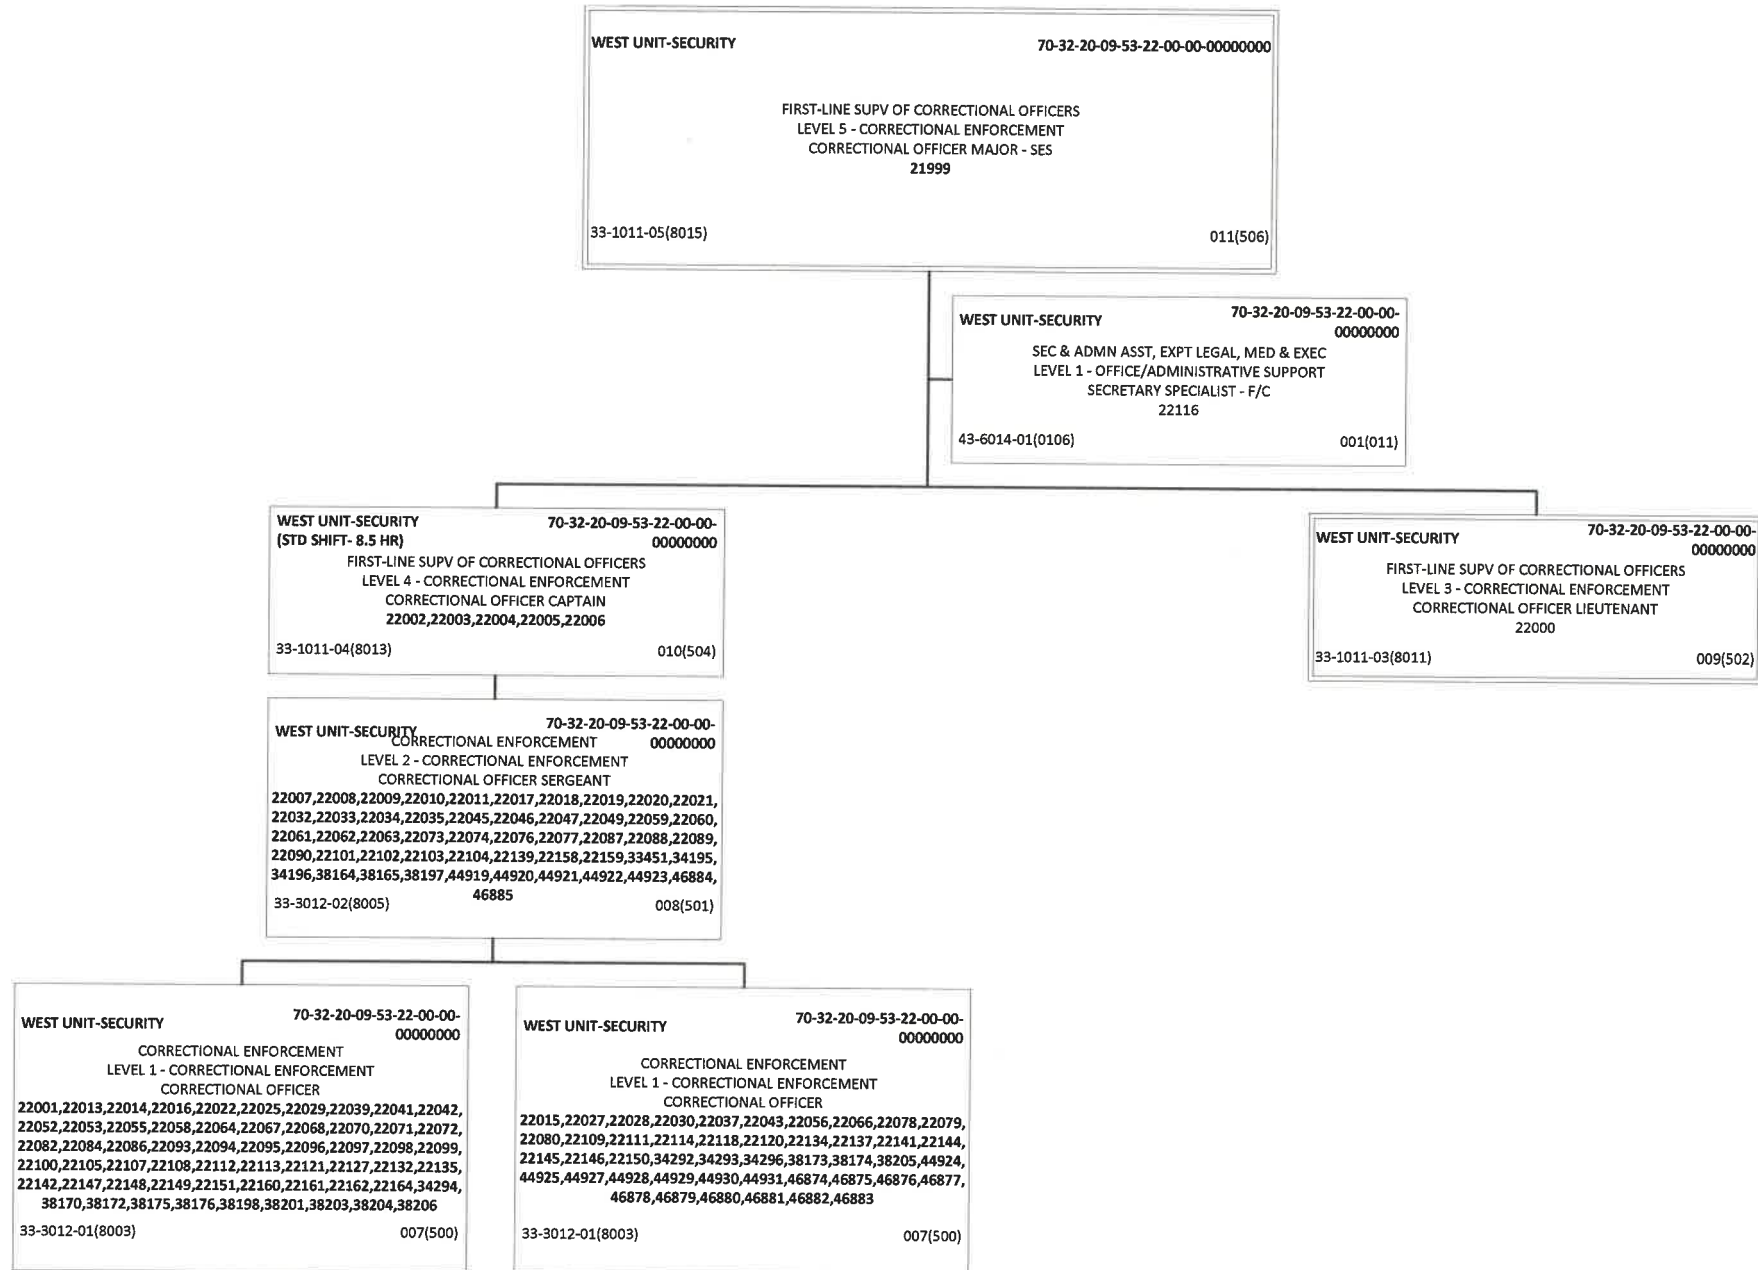 WEST UNIT-SECURITY 70-32-20-09-53-22-00-00-00000000
FIRST-LINE SUPV OF CORRECTIONAL OFFICERS
LEVEL 5 - CORRECTIONAL ENFORCEMENT
CORRECTIONAL OFFICER MAJOR - SES
21999
33-1011-05(8015) 011(506)
WEST UNIT-SECURITY 70-32-20-09-53-22-00-00-
00000000
SEC & ADMN ASST, EXPT LEGAL, MED & EXEC
LEVEL 1 - OFFICE/ADMINISTRATIVE SUPPORT
SECRETARY SPECIALIST - F/C
22116
43-6014-01(0106) 001(011)
WEST UNIT-SECURITY 70-32-20-09-53-22-00-00-
(STD SHIFT- 8.5 HR) 00000000
FIRST-LINE SUPV OF CORRECTIONAL OFFICERS
LEVEL 4 - CORRECTIONAL ENFORCEMENT
CORRECTIONAL OFFICER CAPTAIN
22002,22003,22004,22005,22006
33-1011-04(8013) 010(504)
WEST UNIT-SECURITY 70-32-20-09-53-22-00-00-
00000000
FIRST-LINE SUPV OF CORRECTIONAL OFFICERS
LEVEL 3 - CORRECTIONAL ENFORCEMENT
CORRECTIONAL OFFICER LIEUTENANT
22000
33-1011-03(8011) 009(502)
WEST UNIT-SECURITY 70-32-20-09-53-22-00-00-
CORRECTIONAL ENFORCEMENT 00000000
LEVEL 2 - CORRECTIONAL ENFORCEMENT
CORRECTIONAL OFFICER SERGEANT
22007,22008,22009,22010,22011,22017,22018,22019,22020,22021,
22032,22033,22034,22035,22045,22046,22047,22049,22059,22060,
22061,22062,22063,22073,22074,22076,22077,22087,22088,22089,
22090,22101,22102,22103,22104,22139,22158,22159,33451,34195,
34196,38164,38165,38197,44919,44920,44921,44922,44923,46884,
46885
33-3012-02(8005) 008(501)
WEST UNIT-SECURITY 70-32-20-09-53-22-00-00-
00000000
CORRECTIONAL ENFORCEMENT
LEVEL 1 - CORRECTIONAL ENFORCEMENT
CORRECTIONAL OFFICER
22001,22013,22014,22016,22022,22025,22029,22039,22041,22042,
22052,22053,22055,22058,22064,22067,22068,22070,22071,22072,
22082,22084,22086,22093,22094,22095,22096,22097,22098,22099,
22100,22105,22107,22108,22112,22113,22121,22127,22132,22135,
22142,22147,22148,22149,22151,22160,22161,22162,22164,34294,
38170,38172,38175,38176,38198,38201,38203,38204,38206
33-3012-01(8003) 007(500)
WEST UNIT-SECURITY 70-32-20-09-53-22-00-00-
00000000
CORRECTIONAL ENFORCEMENT
LEVEL 1 - CORRECTIONAL ENFORCEMENT
CORRECTIONAL OFFICER
22015,22027,22028,22030,22037,22043,22056,22066,22078,22079,
22080,22109,22111,22114,22118,22120,22134,22137,22141,22144,
22145,22146,22150,34292,34293,34296,38173,38174,38205,44924,
44925,44927,44928,44929,44930,44931,46874,46875,46876,46877,
46878,46879,46880,46881,46882,46883
33-3012-01(8003) 007(500)